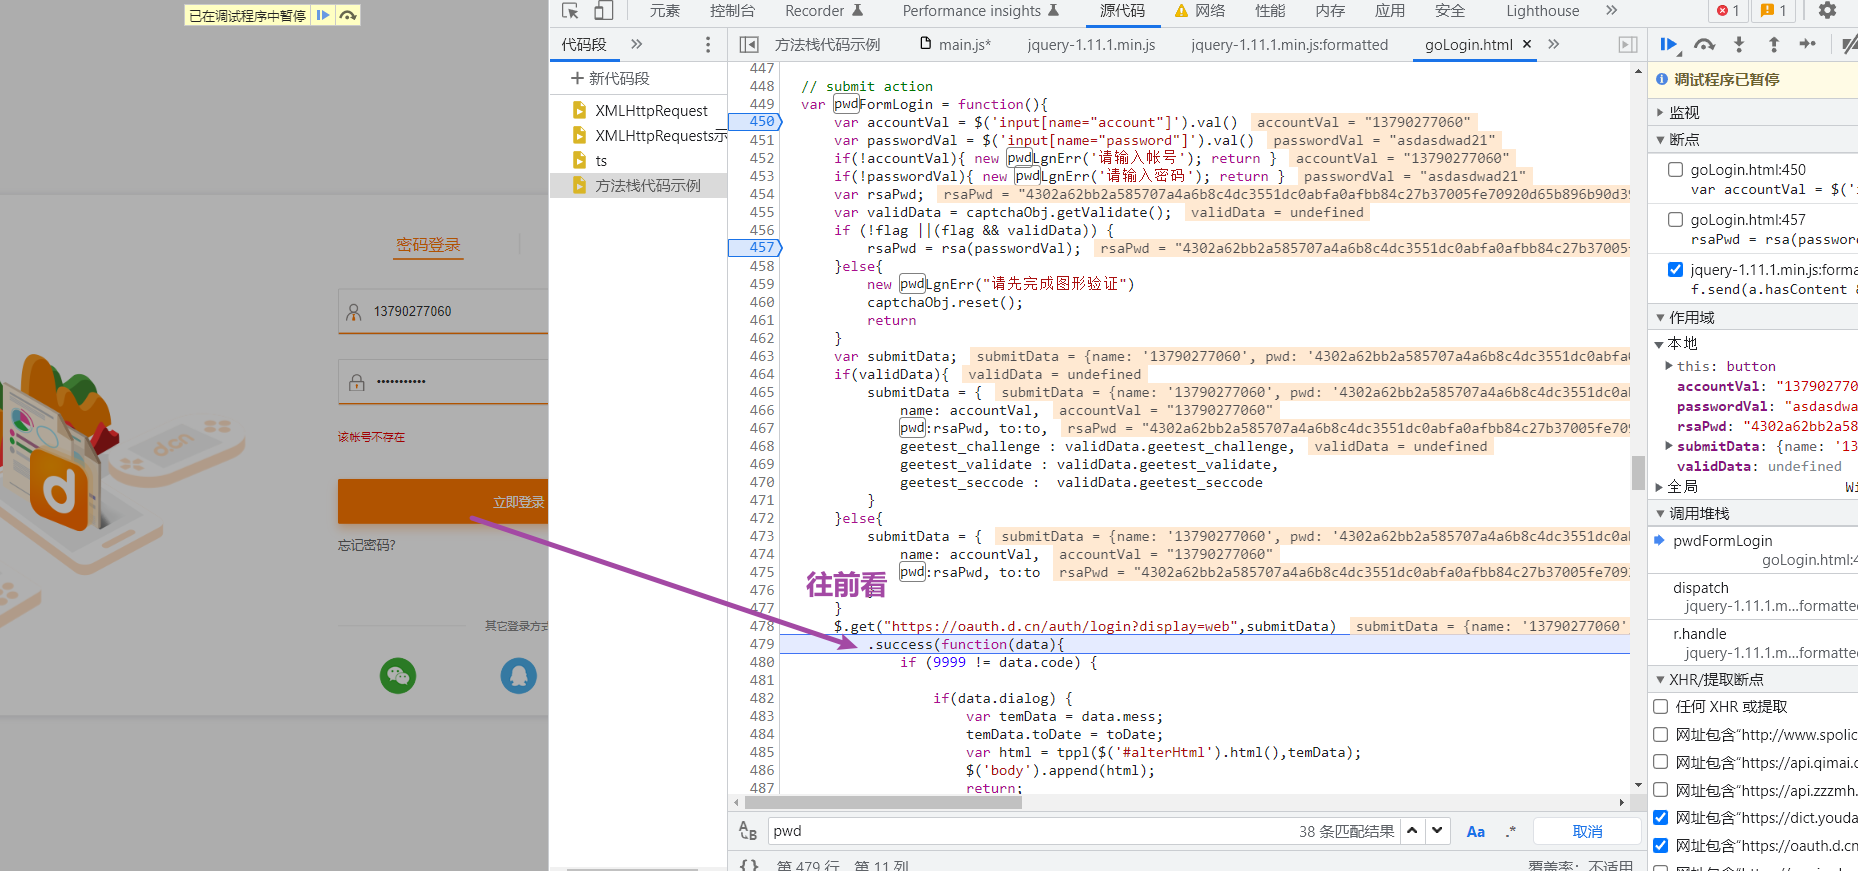 已在调试程序中暂停
密码登录
13790277060
•••••••••••
该帐号不存在
立即登录
忘记密码?
其它登录方式
d.cn
d
元素 控制台 Recorder Performance insights 源代码 网络 性能 内存 应用 安全 Lighthouse » 1 1
代码段 »
新代码段
XMLHttpRequest
XMLHttpRequests示
ts
方法栈代码示例
方法栈代码示例 main.js* jquery-1.11.1.min.js jquery-1.11.1.min.js:formatted goLogin.html × »
447
448 // submit action
449 var pwdFormLogin = function(){
450 var accountVal = $('input[name="account"]').val() accountVal = "13790277060"
451 var passwordVal = $('input[name="password"]').val() passwordVal = "asdasdwad21"
452 if(!accountVal){ new pwdLgnErr('请输入帐号'); return } accountVal = "13790277060"
453 if(!passwordVal){ new pwdLgnErr('请输入密码'); return } passwordVal = "asdasdwad21"
454 var rsaPwd; rsaPwd = "4302a62bb2a585707a4a6b8c4dc3551dc0abfa0afbb84c27b37005fe70920d65b896b90d39
455 var validData = captchaObj.getValidate(); validData = undefined
456 if (!flag ||(flag && validData)) {
457 rsaPwd = rsa(passwordVal); rsaPwd = "4302a62bb2a585707a4a6b8c4dc3551dc0abfa0afbb84c27b37005f
458 }else{
459 new pwdLgnErr("请先完成图形验证")
460 captchaObj.reset();
461 return
462 }
463 var submitData; submitData = {name: '13790277060', pwd: '4302a62bb2a585707a4a6b8c4dc3551dc0abfa0
464 if(validData){ validData = undefined
465 submitData = { submitData = {name: '13790277060', pwd: '4302a62bb2a585707a4a6b8c4dc3551dc0abf
466 name: accountVal, accountVal = "13790277060"
467 pwd:rsaPwd, to:to, rsaPwd = "4302a62bb2a585707a4a6b8c4dc3551dc0abfa0afbb84c27b37005fe709
468 geetest_challenge : validData.geetest_challenge, validData = undefined
469 geetest_validate : validData.geetest_validate,
470 geetest_seccode : validData.geetest_seccode
471 }
472 }else{
473 submitData = { submitData = {name: '13790277060', pwd: '4302a62bb2a585707a4a6b8c4dc3551dc0abf
474 name: accountVal, accountVal = "13790277060"
475 pwd:rsaPwd, to:to rsaPwd = "4302a62bb2a585707a4a6b8c4dc3551dc0abfa0afbb84c27b37005fe7092
往前看
476
477 }
478 $.get("https://oauth.d.cn/auth/login?display=web",submitData) submitData = {name: '13790277060'
479 .success(function(data){
480 if (9999 != data.code) {
481
482 if(data.dialog) {
483 var temData = data.mess;
484 temData.toDate = toDate;
485 var html = tppl($('#alterHtml').html(),temData);
486 $('body').append(html);
487 return;
pwd 38 条匹配结果 Aa .* 取消
{ } 第 479 行，第 11 列 覆盖率：不适用
调试程序已暂停
监视
断点
goLogin.html:450
var accountVal = $('i
goLogin.html:457
rsaPwd = rsa(passwor
jquery-1.11.1.min.js:forma
f.send(a.hasContent &
作用域
本地
this: button
accountVal: "137902770
passwordVal: "asdasdwa
rsaPwd: "4302a62bb2a58
submitData: {name: '13
validData: undefined
全局 Wi
调用堆栈
pwdFormLogin
goLogin.html:4
dispatch
jquery-1.11.1.m...formatted
r.handle
jquery-1.11.1.m...formatted
XHR/提取断点
任何 XHR 或提取
网址包含“http://www.spolic
网址包含“https://api.qimai.c
网址包含“https://api.zzzmh.
网址包含“https://dict.youda
网址包含“https://oauth.d.cn